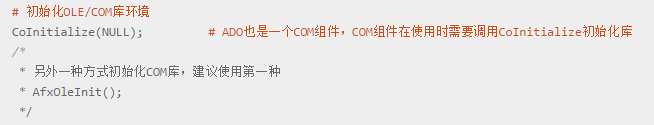 # 初始化OLE/COM库环境
CoInitialize(NULL);        # ADO也是一个COM组件，COM组件在使用时需要调用CoInitialize初始化库
/*
 * 另外一种方式初始化COM库，建议使用第一种
 * AfxOleInit();
 */